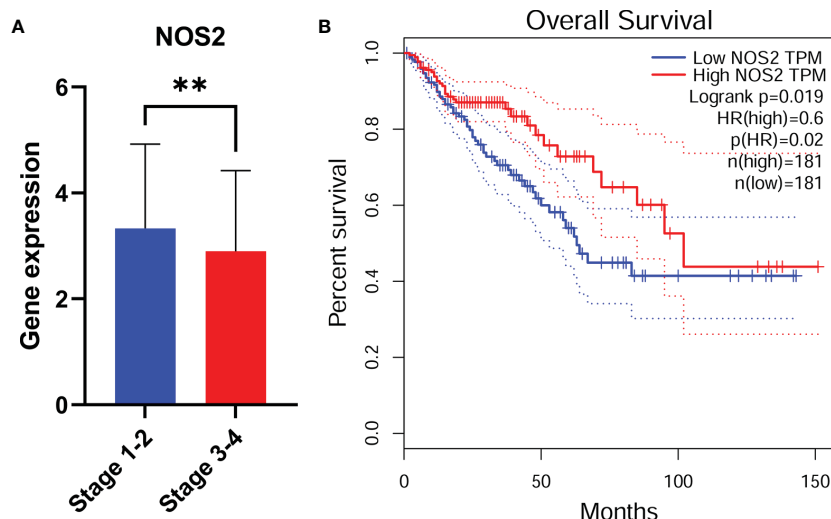 A
NOS2
**
Gene expression
6
4
2
0
Stage 1-2
Stage 3-4
B
Overall Survival
Low NOS2 TPM
High NOS2 TPM
Logrank p=0.019
HR(high)=0.6
p(HR)=0.02
n(high)=181
n(low)=181
Percent survival
1.0
0.8
0.6
0.4
0.2
0.0
0
50
100
150
Months